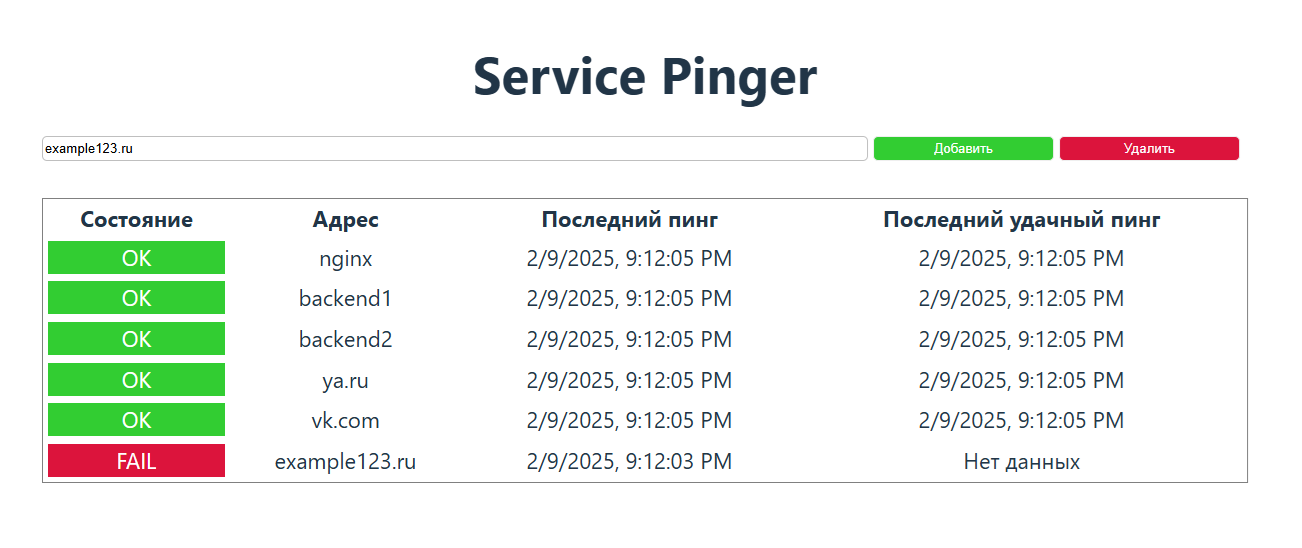 Service Pinger
example123.ru Добавить Удалить
Состояние Адрес Последний пинг Последний удачный пинг
OK nginx 2/9/2025, 9:12:05 PM 2/9/2025, 9:12:05 PM
OK backend1 2/9/2025, 9:12:05 PM 2/9/2025, 9:12:05 PM
OK backend2 2/9/2025, 9:12:05 PM 2/9/2025, 9:12:05 PM
OK ya.ru 2/9/2025, 9:12:05 PM 2/9/2025, 9:12:05 PM
OK vk.com 2/9/2025, 9:12:05 PM 2/9/2025, 9:12:05 PM
FAIL example123.ru 2/9/2025, 9:12:03 PM Нет данных